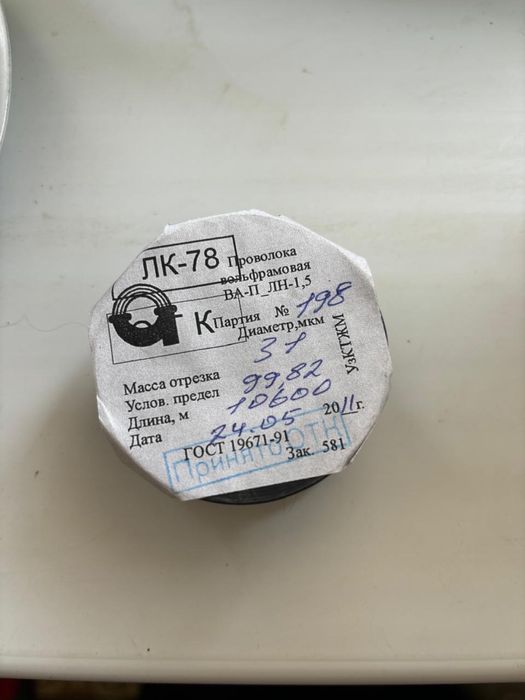 ЛК-78
Проволока
вольфрамовая
ВА-П_ЛН-1,5
К
Партия № 198
Диаметр,мкм
31
Масса отрезка 99,82
Услов. предел
Длина, м 10600
Дата 24.05 2011г.
ГОСТ 19671-91
Зак. 581
Принято ОТК
УзКТЖМ